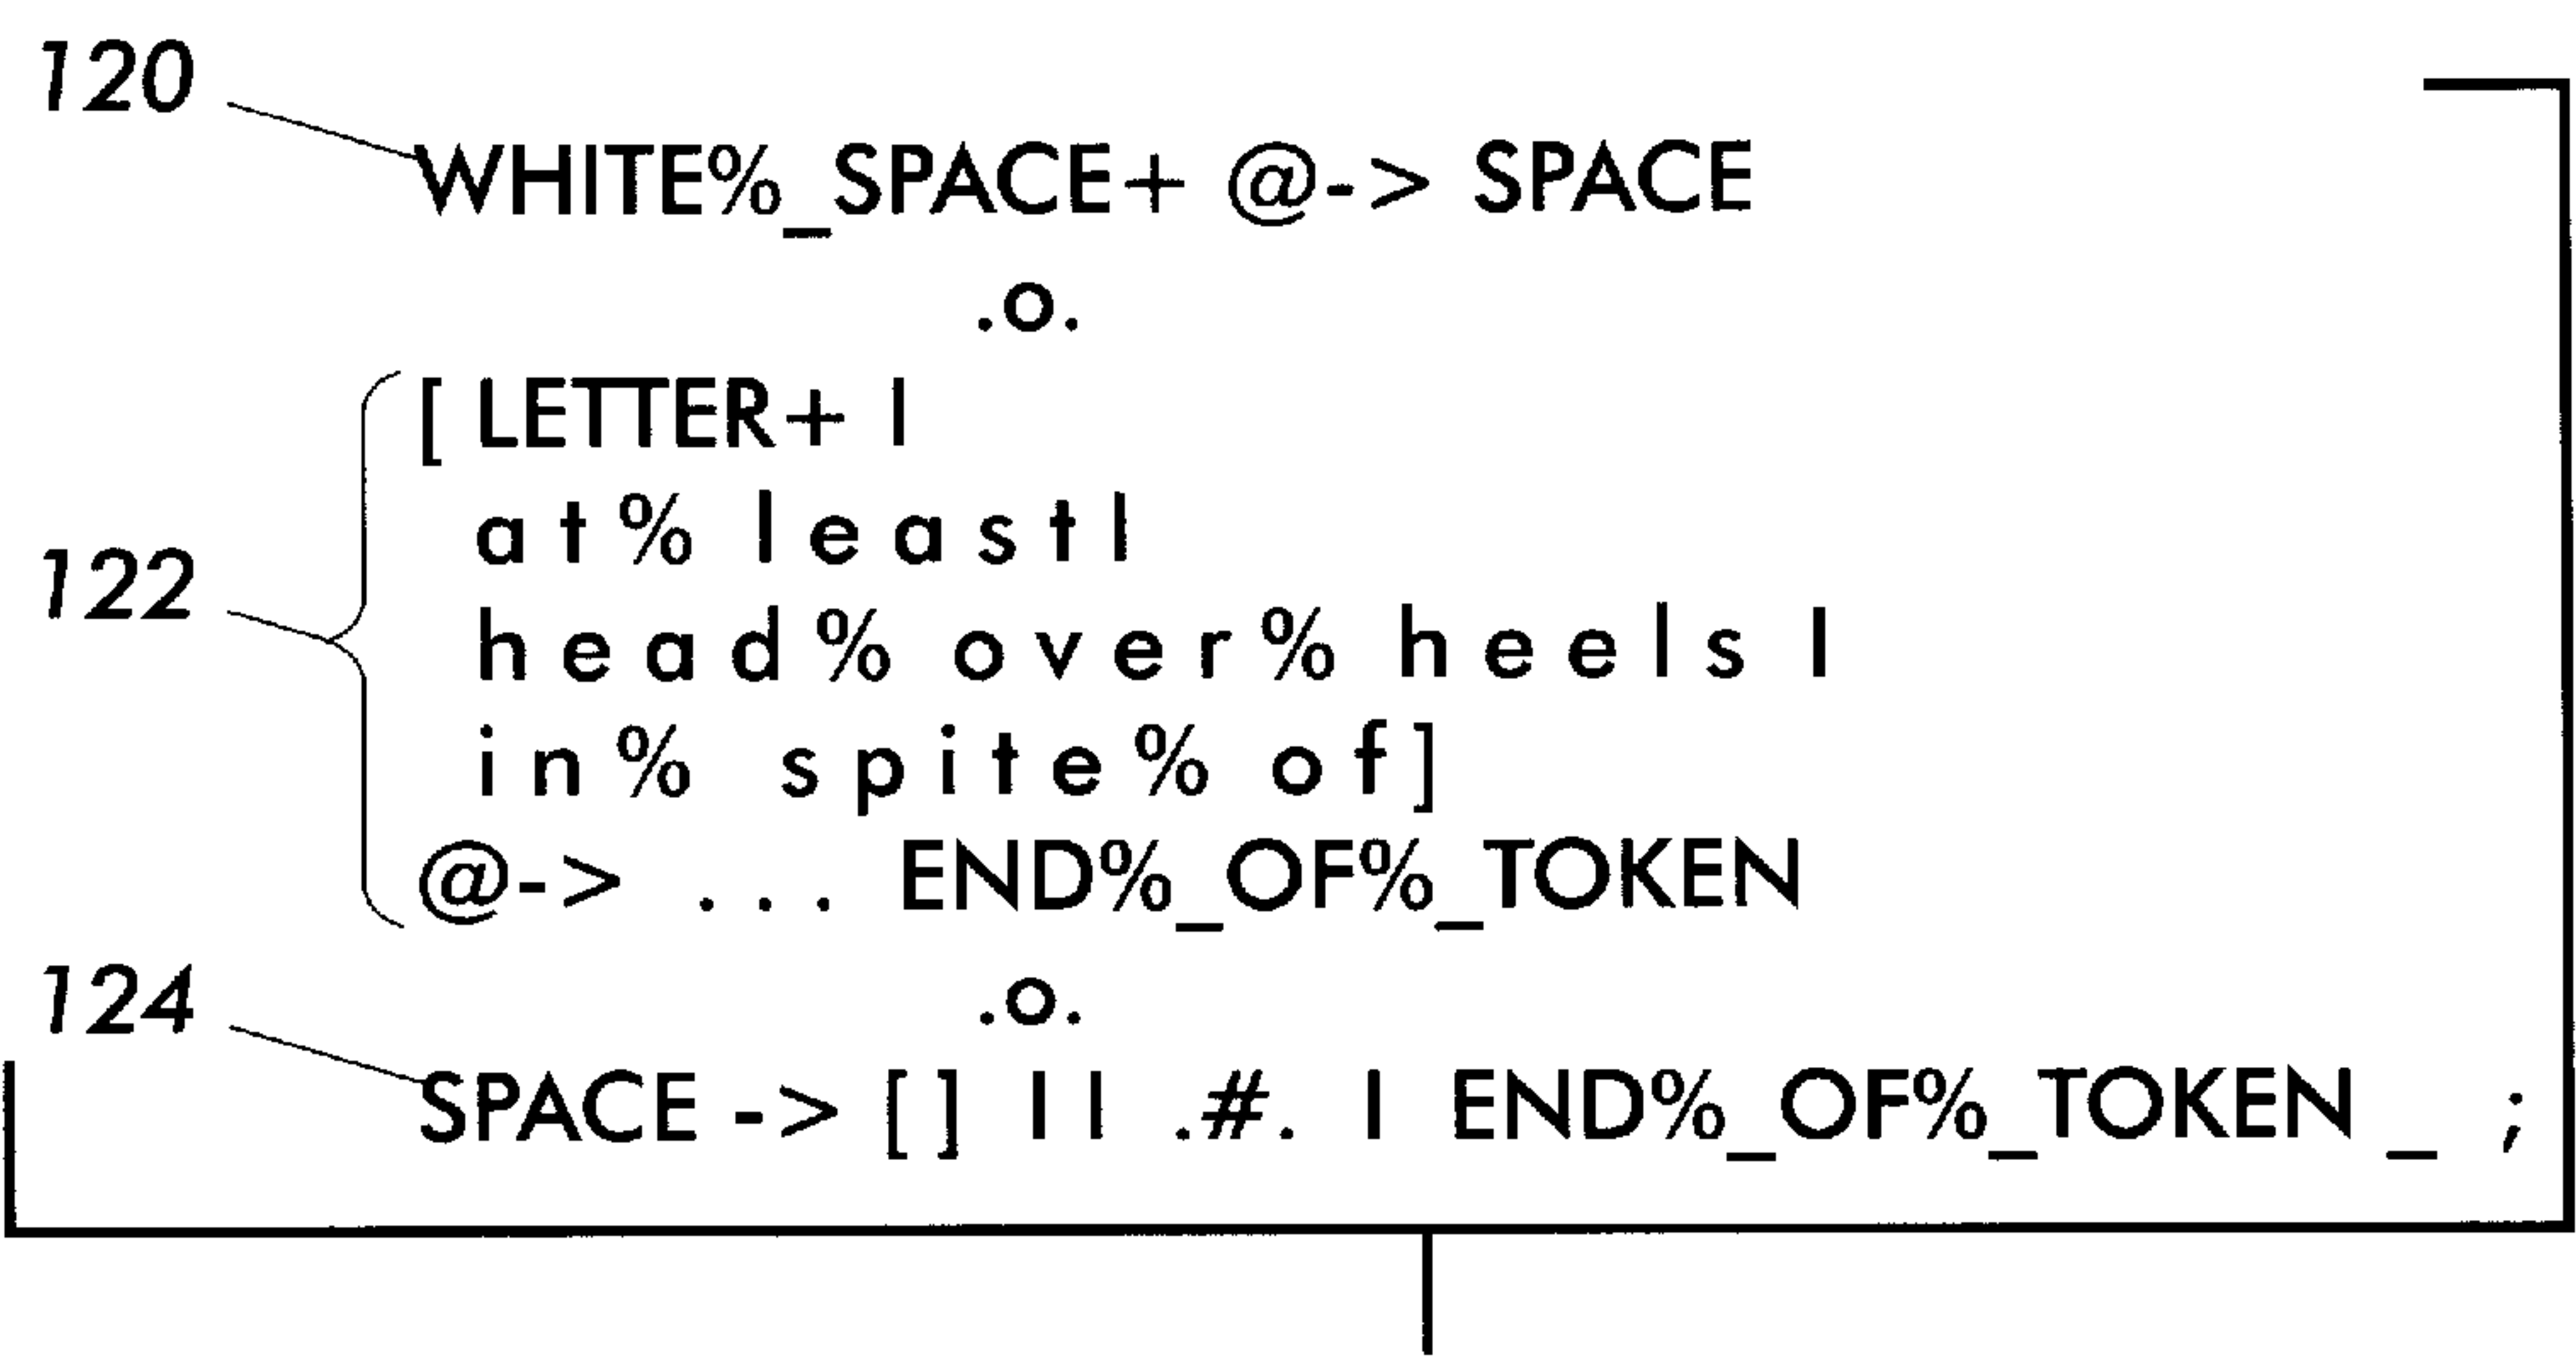 120
WHITE%_SPACE+ @-> SPACE
.o.
[ LETTER+ |
a t % l e a s t |
122
h e a d % o v e r % h e e l s |
i n % s p i t e % o f ]
@-> . . . END%_OF%_TOKEN
124
.o.
SPACE -> [ ] | | .#. | END%_OF%_TOKEN _ ;